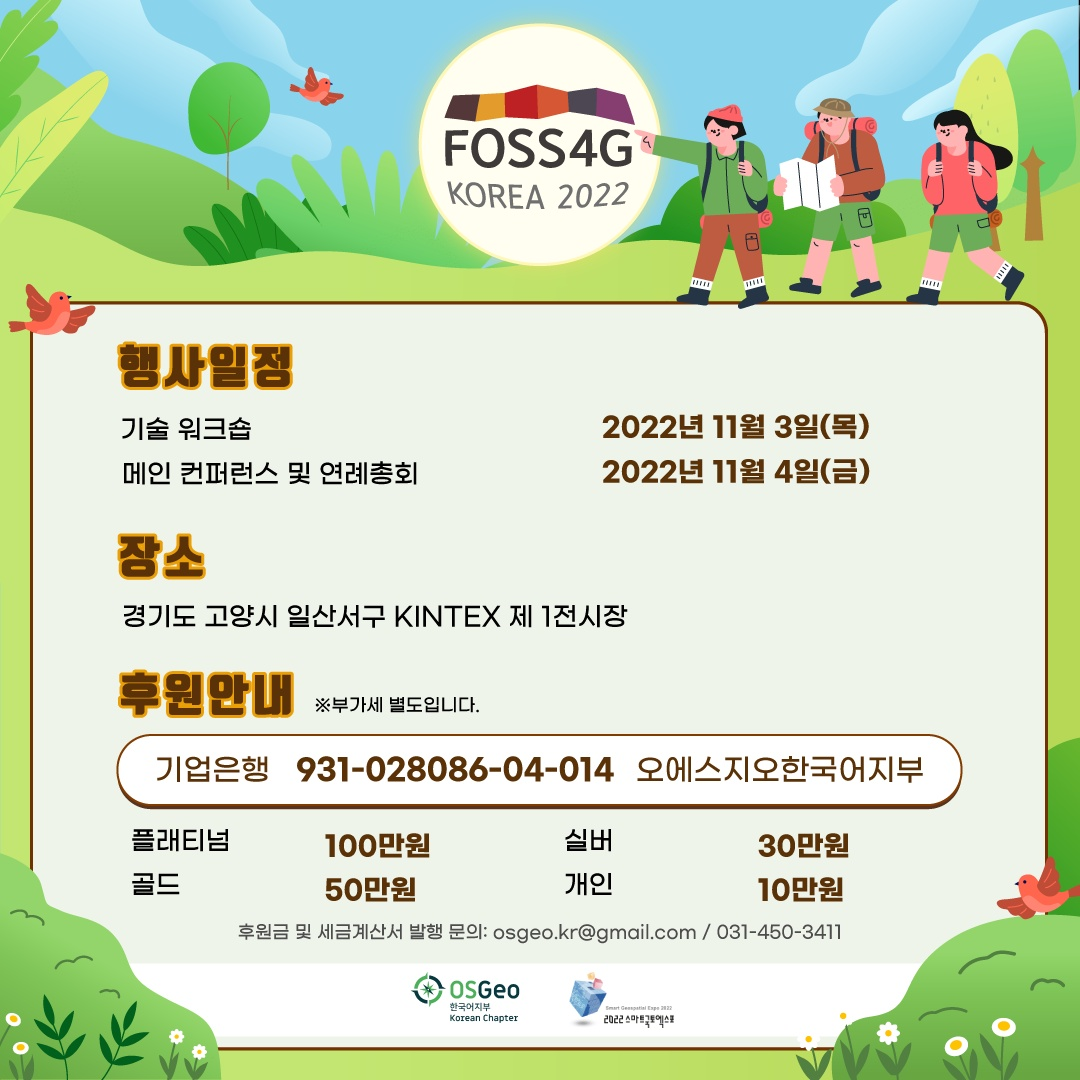 FOSS4G
KOREA 2022
행사일정
기술 워크숍 2022년 11월 3일(목)
메인 컨퍼런스 및 연례총회 2022년 11월 4일(금)
장소
경기도 고양시 일산서구 KINTEX 제 1전시장
후원안내 ※부가세 별도입니다.
기업은행 931-028086-04-014 오에스지오한국어지부
플래티넘 100만원 실버 30만원
골드 50만원 개인 10만원
후원금 및 세금계산서 발행 문의: osgeo.kr@gmail.com / 031-450-3411
OSGeo
한국어지부
Korean Chapter
Smart Geospatial Expo 2022
2022 스마트국토엑스포